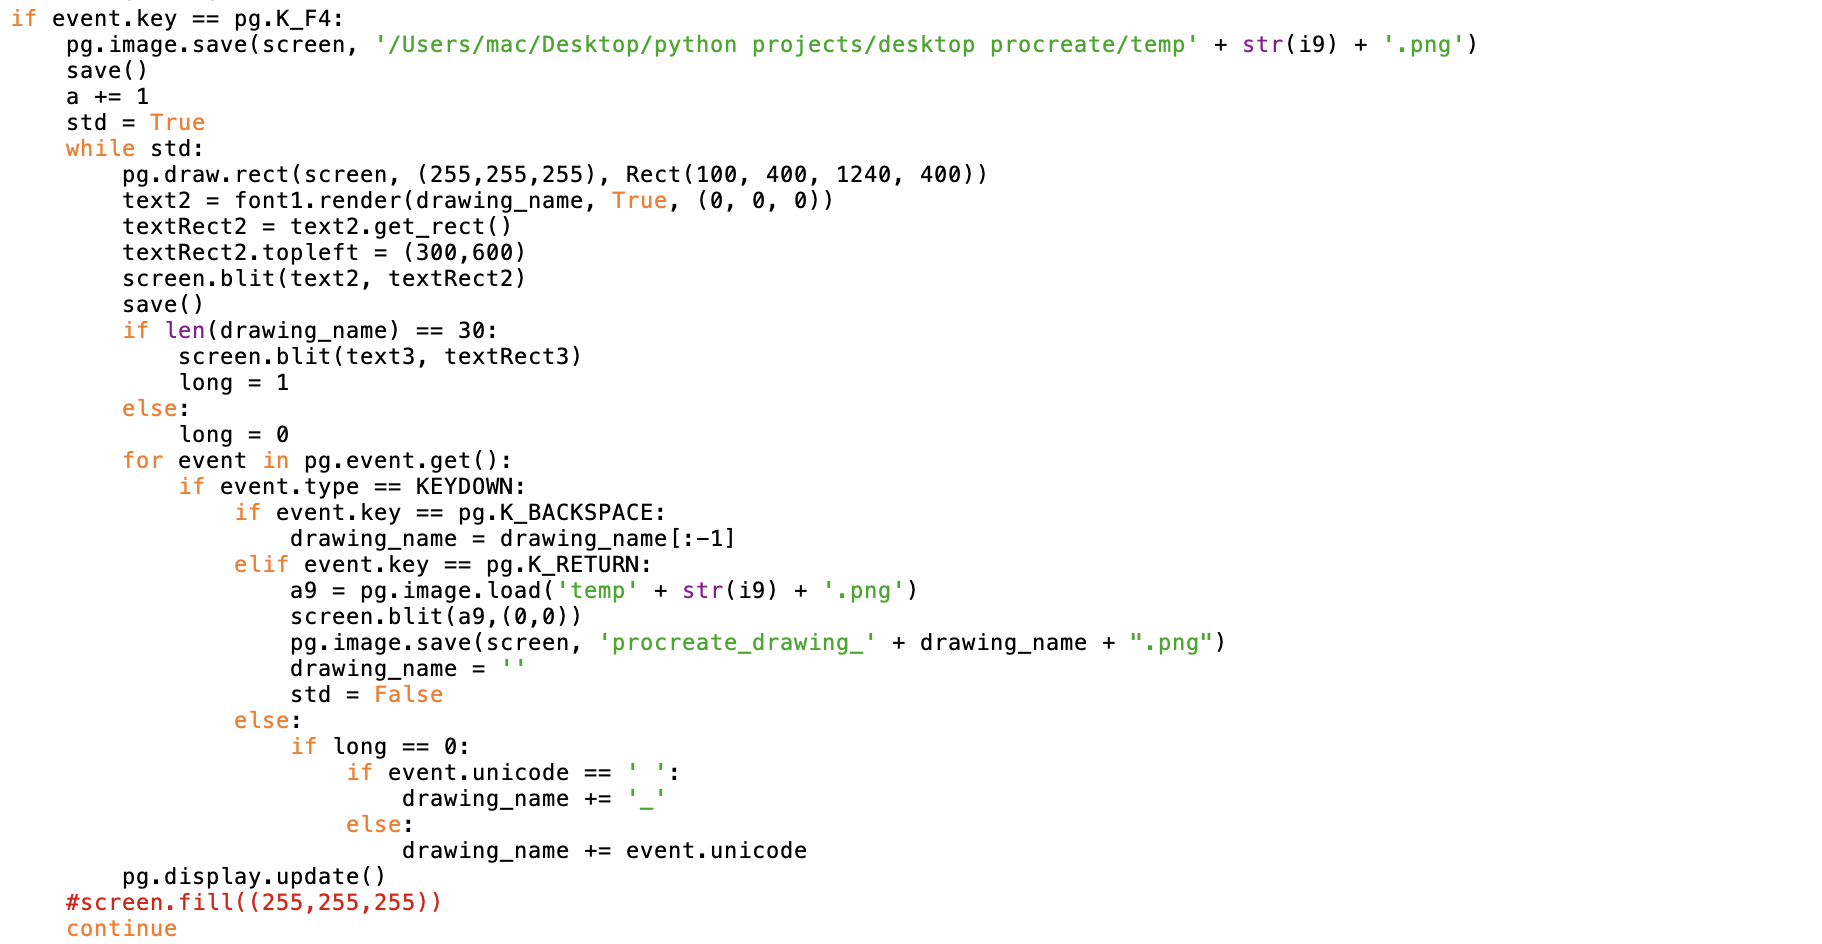 if event.key == pg.K_F4:
    pg.image.save(screen, '/Users/mac/Desktop/python projects/desktop procreate/temp' + str(i9) + '.png')
    save()
    a += 1
    std = True
    while std:
        pg.draw.rect(screen, (255,255,255), Rect(100, 400, 1240, 400))
        text2 = font1.render(drawing_name, True, (0, 0, 0))
        textRect2 = text2.get_rect()
        textRect2.topleft = (300,600)
        screen.blit(text2, textRect2)
        save()
        if len(drawing_name) == 30:
            screen.blit(text3, textRect3)
            long = 1
        else:
            long = 0
        for event in pg.event.get():
            if event.type == KEYDOWN:
                if event.key == pg.K_BACKSPACE:
                    drawing_name = drawing_name[:-1]
                elif event.key == pg.K_RETURN:
                    a9 = pg.image.load('temp' + str(i9) + '.png')
                    screen.blit(a9,(0,0))
                    pg.image.save(screen, 'procreate_drawing_' + drawing_name + ".png")
                    drawing_name = ''
                    std = False
                else:
                    if long == 0:
                        if event.unicode == ' ':
                            drawing_name += '_'
                        else:
                            drawing_name += event.unicode
        pg.display.update()
    #screen.fill((255,255,255))
    continue